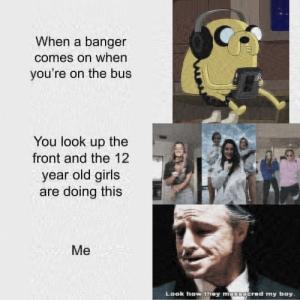 When a banger
comes on when
you're on the bus
You look up the
front and the 12
year old girls
are doing this
Me
Look how they massacred my boy.